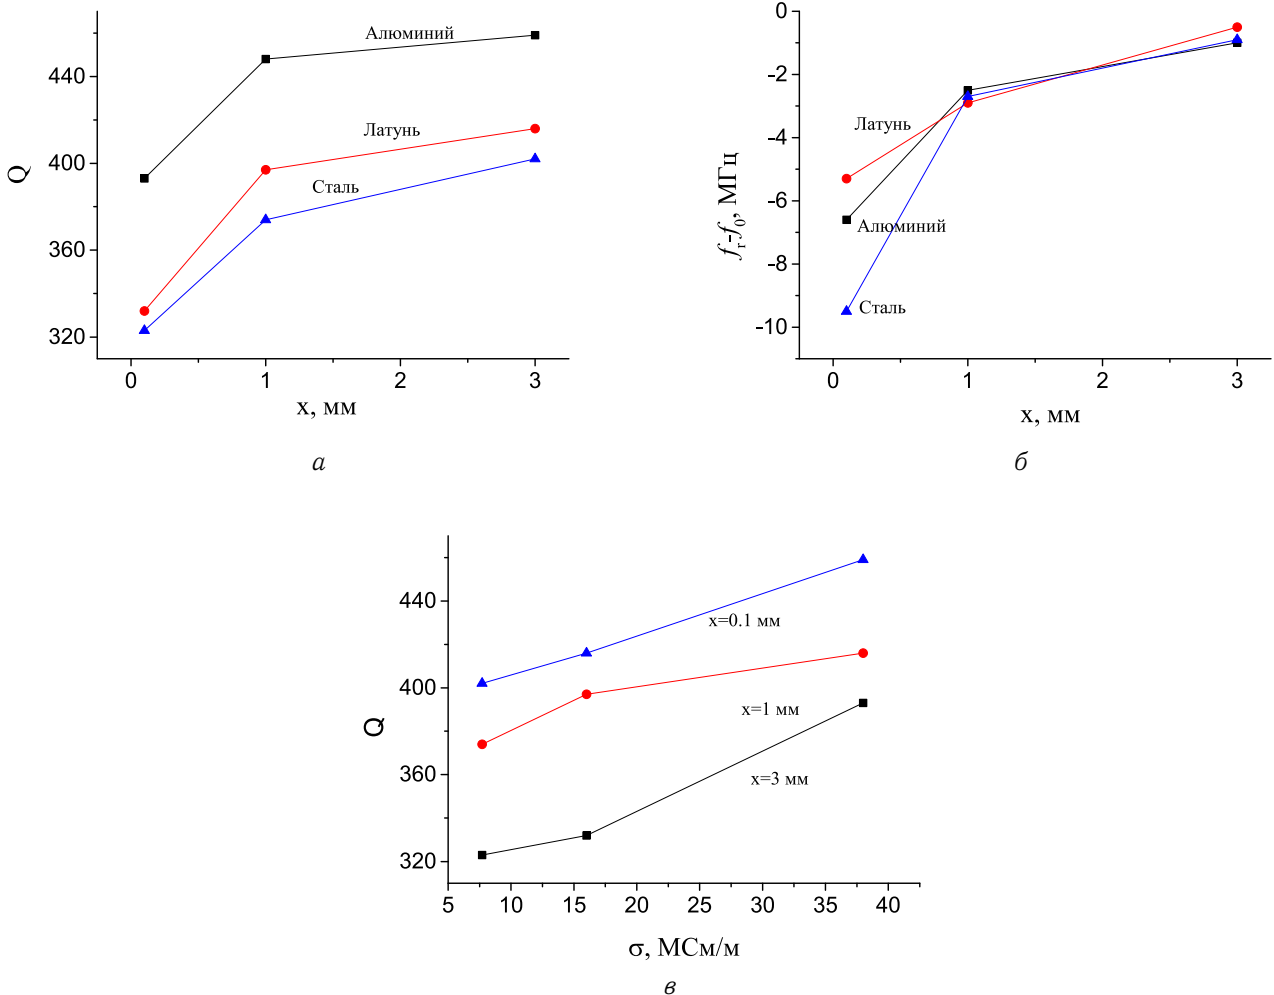 Q
440
400
360
320
Алюминий
Латунь
Сталь
0 1 2 3
x, мм
а
fr-f0, МГц
0
-2
-4
-6
-8
-10
Латунь
Алюминий
Сталь
0 1 2 3
x, мм
б
Q
440
400
360
320
x=0.1 мм
x=1 мм
x=3 мм
5 10 15 20 25 30 35 40
σ, МСм/м
в